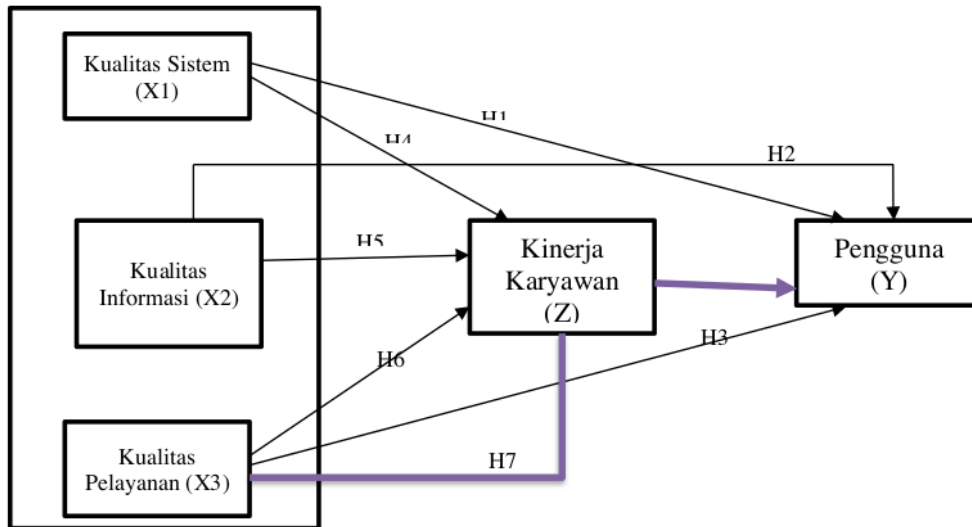 Kualitas Sistem
(X1)
H1
H4
H2
H5
Kualitas
Informasi (X2)
Kinerja
Karyawan
(Z)
Pengguna
(Y)
H6
H3
Kualitas
Pelayanan (X3)
H7